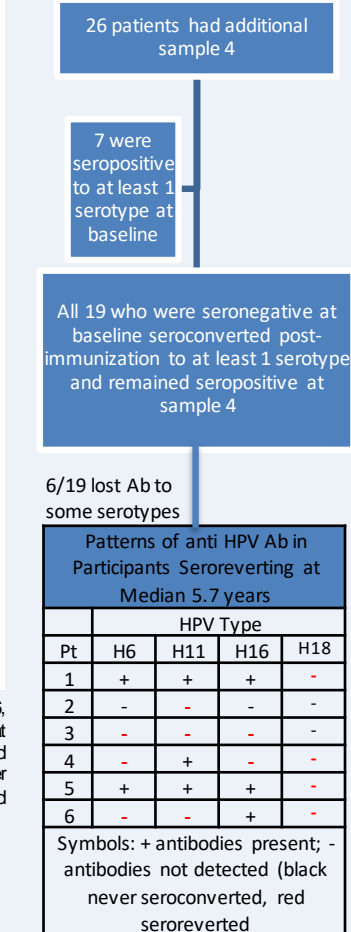 26 patients had additional
sample 4
7 were
seropositive
to at least 1
serotype at
baseline
All 19 who were seronegative at
baseline seroconverted post-
immunization to at least 1 serotype
and remained seropositive at
sample 4
6/19 lost Ab to
some serotypes
Patterns of anti HPV Ab in
Participants Seroreverting at
Median 5.7 years
HPV Type
Pt H6 H11 H16 H18
1 + + + -
2 - - - -
3 - - - -
4 - + - -
5 + + + -
6 - - + -
Symbols: + antibodies present; -
antibodies not detected (black
never seroconverted, red
seroreverted